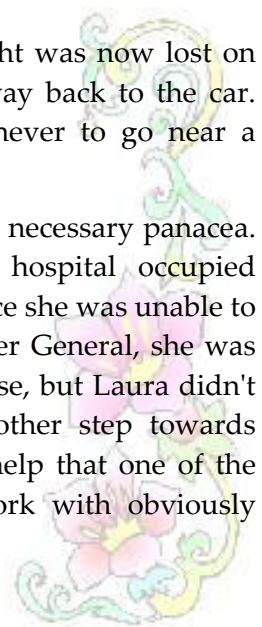 ht was now lost on
vay back to the car.
never to go near a
necessary panacea.
hospital occupied
ce she was unable to
er General, she was
se, but Laura didn't
other step towards
help that one of the
ork with obviously